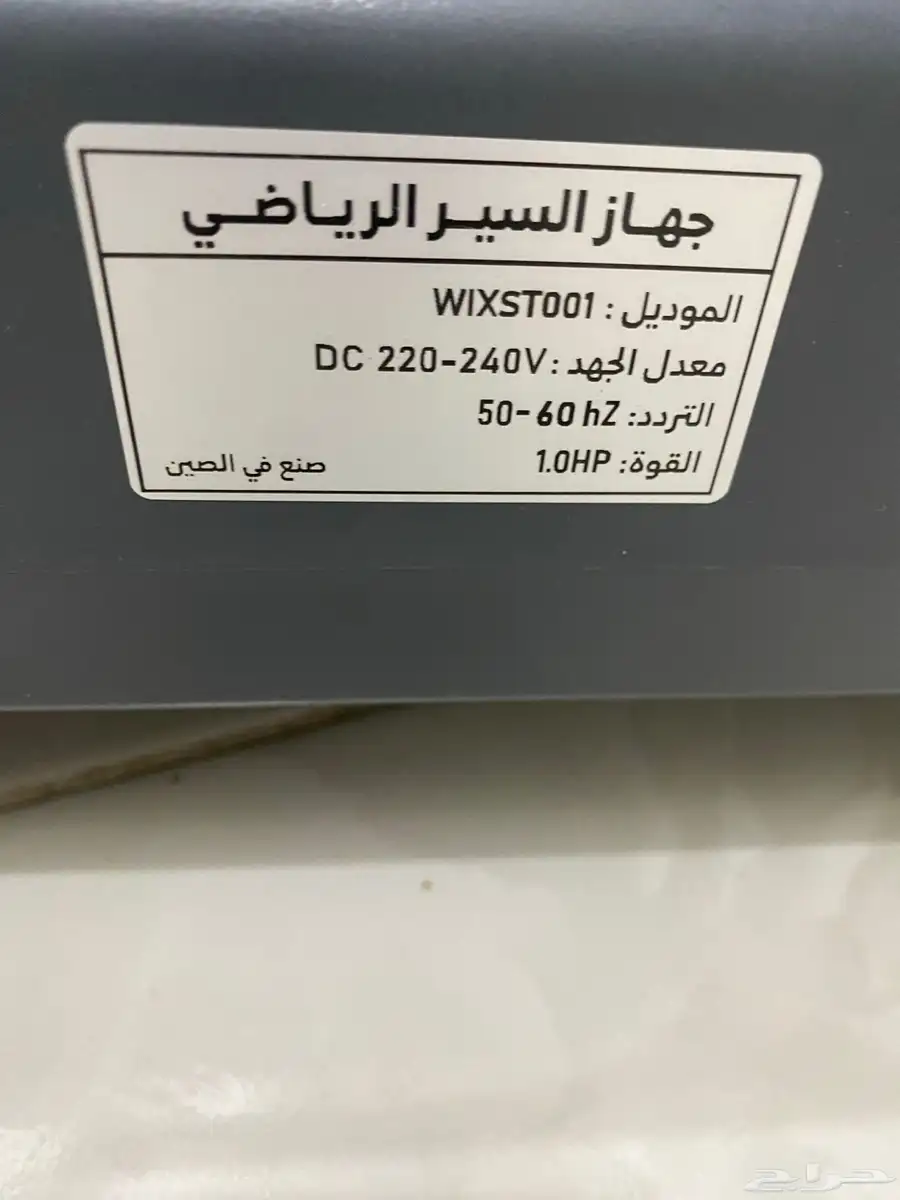 جهاز السير الرياضي
الموديل : WIXST001
معدل الجهد : DC 220-240V
التردد: 50-60 hZ
القوة: 1.0HP
صنع في الصين
حراج